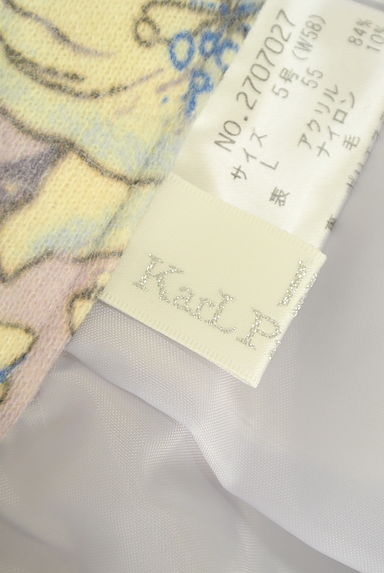 NO.2707027
サイズ 5号(W58)
L 55
表 アクリル 84%
ナイロン 10%
毛
Karl P